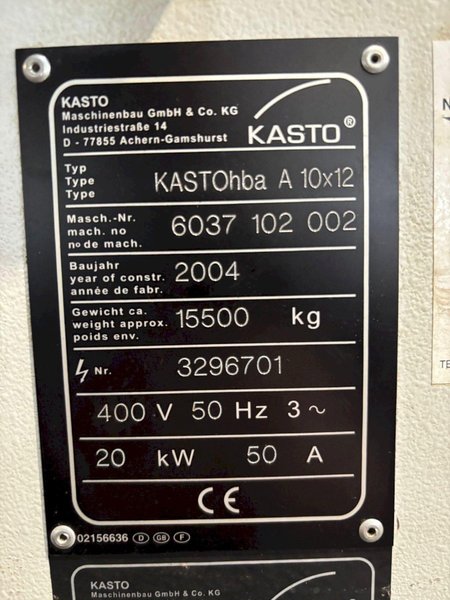 KASTO
Maschinenbau GmbH & Co. KG
Industriestraße 14
D - 77855 Achern-Gamshurst
KASTO®
Typ
Type
Type
KASTOhba A 10x12
Masch.-Nr.
mach. no
no de mach.
6037 102 002
Baujahr
year of constr.
année de fabr.
2004
Gewicht ca.
weight approx.
poids env.
15500 kg
Nr.
3296701
400 V 50 Hz 3~
20 kW 50 A
CE
02156636 D GB F
KASTO
Maschinenbau GmbH & Co. KG
N
TE